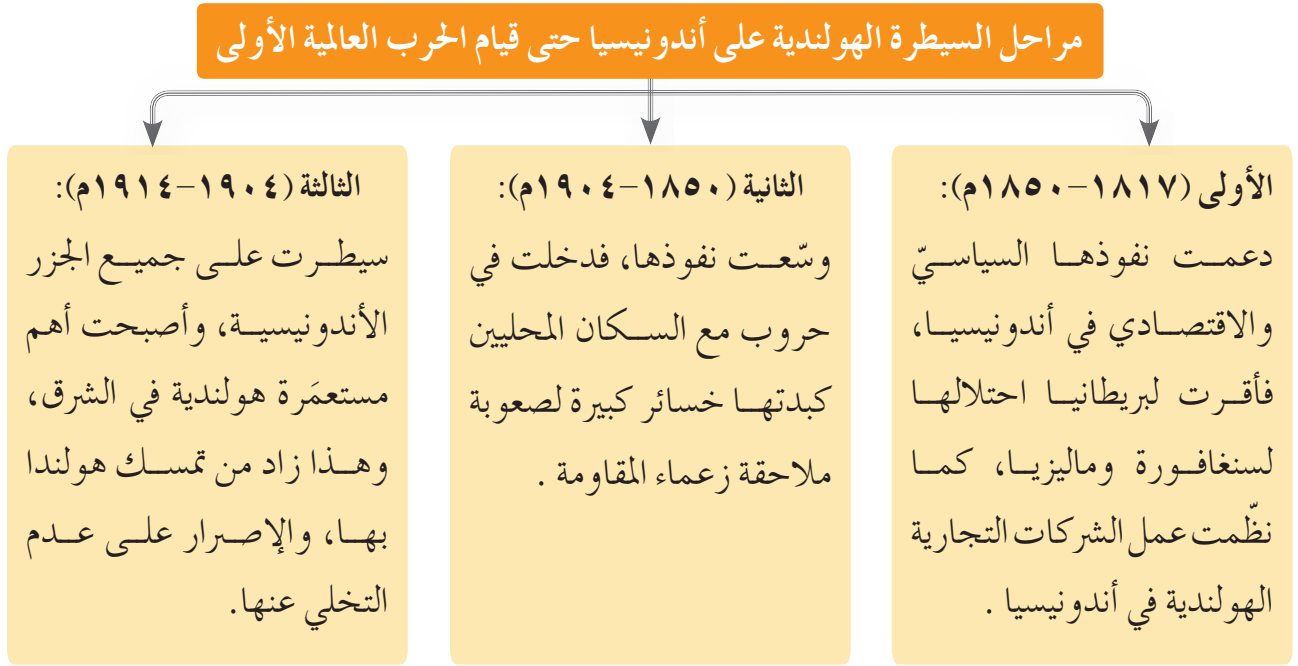 مراحل السيطرة الهولندية على أندونيسيا حتى قيام الحرب العالمية الأولى
الأولى (١٨١٧-١٨٥٠م):
دعمت نفوذها السياسيّ
والاقتصادي في أندونيسيا،
فأقرت لبريطانيا احتلالها
لسنغافورة وماليزيا، كما
نظّمت عمل الشركات التجارية
الهولندية في أندونيسيا .
الثانية (١٨٥٠-١٩٠٤م):
وسّعت نفوذها، فدخلت في
حروب مع السكان المحليين
كبدتها خسائر كبيرة لصعوبة
ملاحقة زعماء المقاومة .
الثالثة (١٩٠٤-١٩١٤م):
سيطرت على جميع الجزر
الأندونيسية، وأصبحت أهم
مستعمَرة هولندية في الشرق،
وهذا زاد من تمسك هولندا
بها، والإصرار على عدم
التخلي عنها.